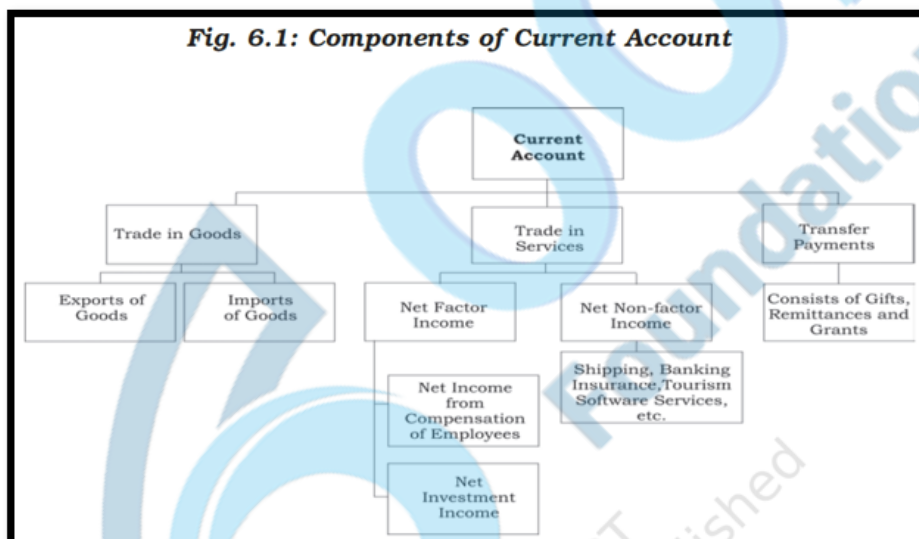 Fig. 6.1: Components of Current Account
Current
Account
Trade in Goods
Trade in
Services
Transfer
Payments
Exports of
Goods
Imports
of Goods
Net Factor
Income
Net Non-factor
Income
Consists of Gifts,
Remittances and
Grants
Shipping, Banking
Insurance,Tourism
Software Services,
etc.
Net Income
from
Compensation
of Employees
Net
Investment
Income
Foundation